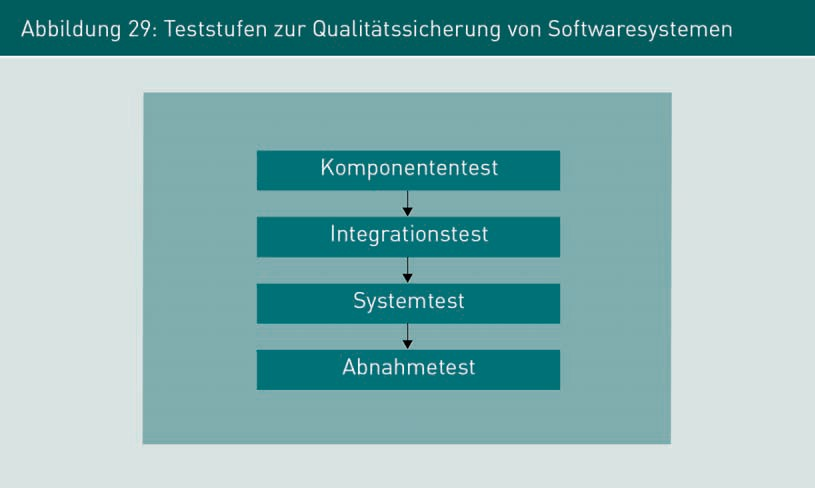 Abbildung 29: Teststufen zur Qualitätssicherung von Softwaresystemen
Komponententest
Integrationstest
Systemtest
Abnahmetest